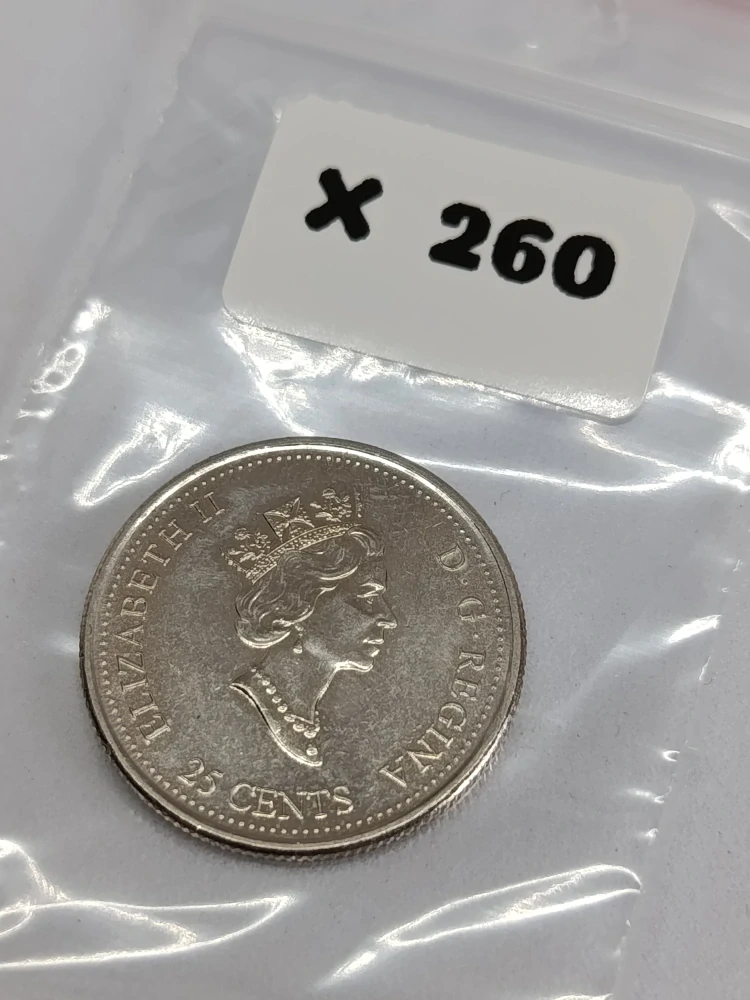 X 260
ELIZABETH II
D·G·REGINA
25 CENTS